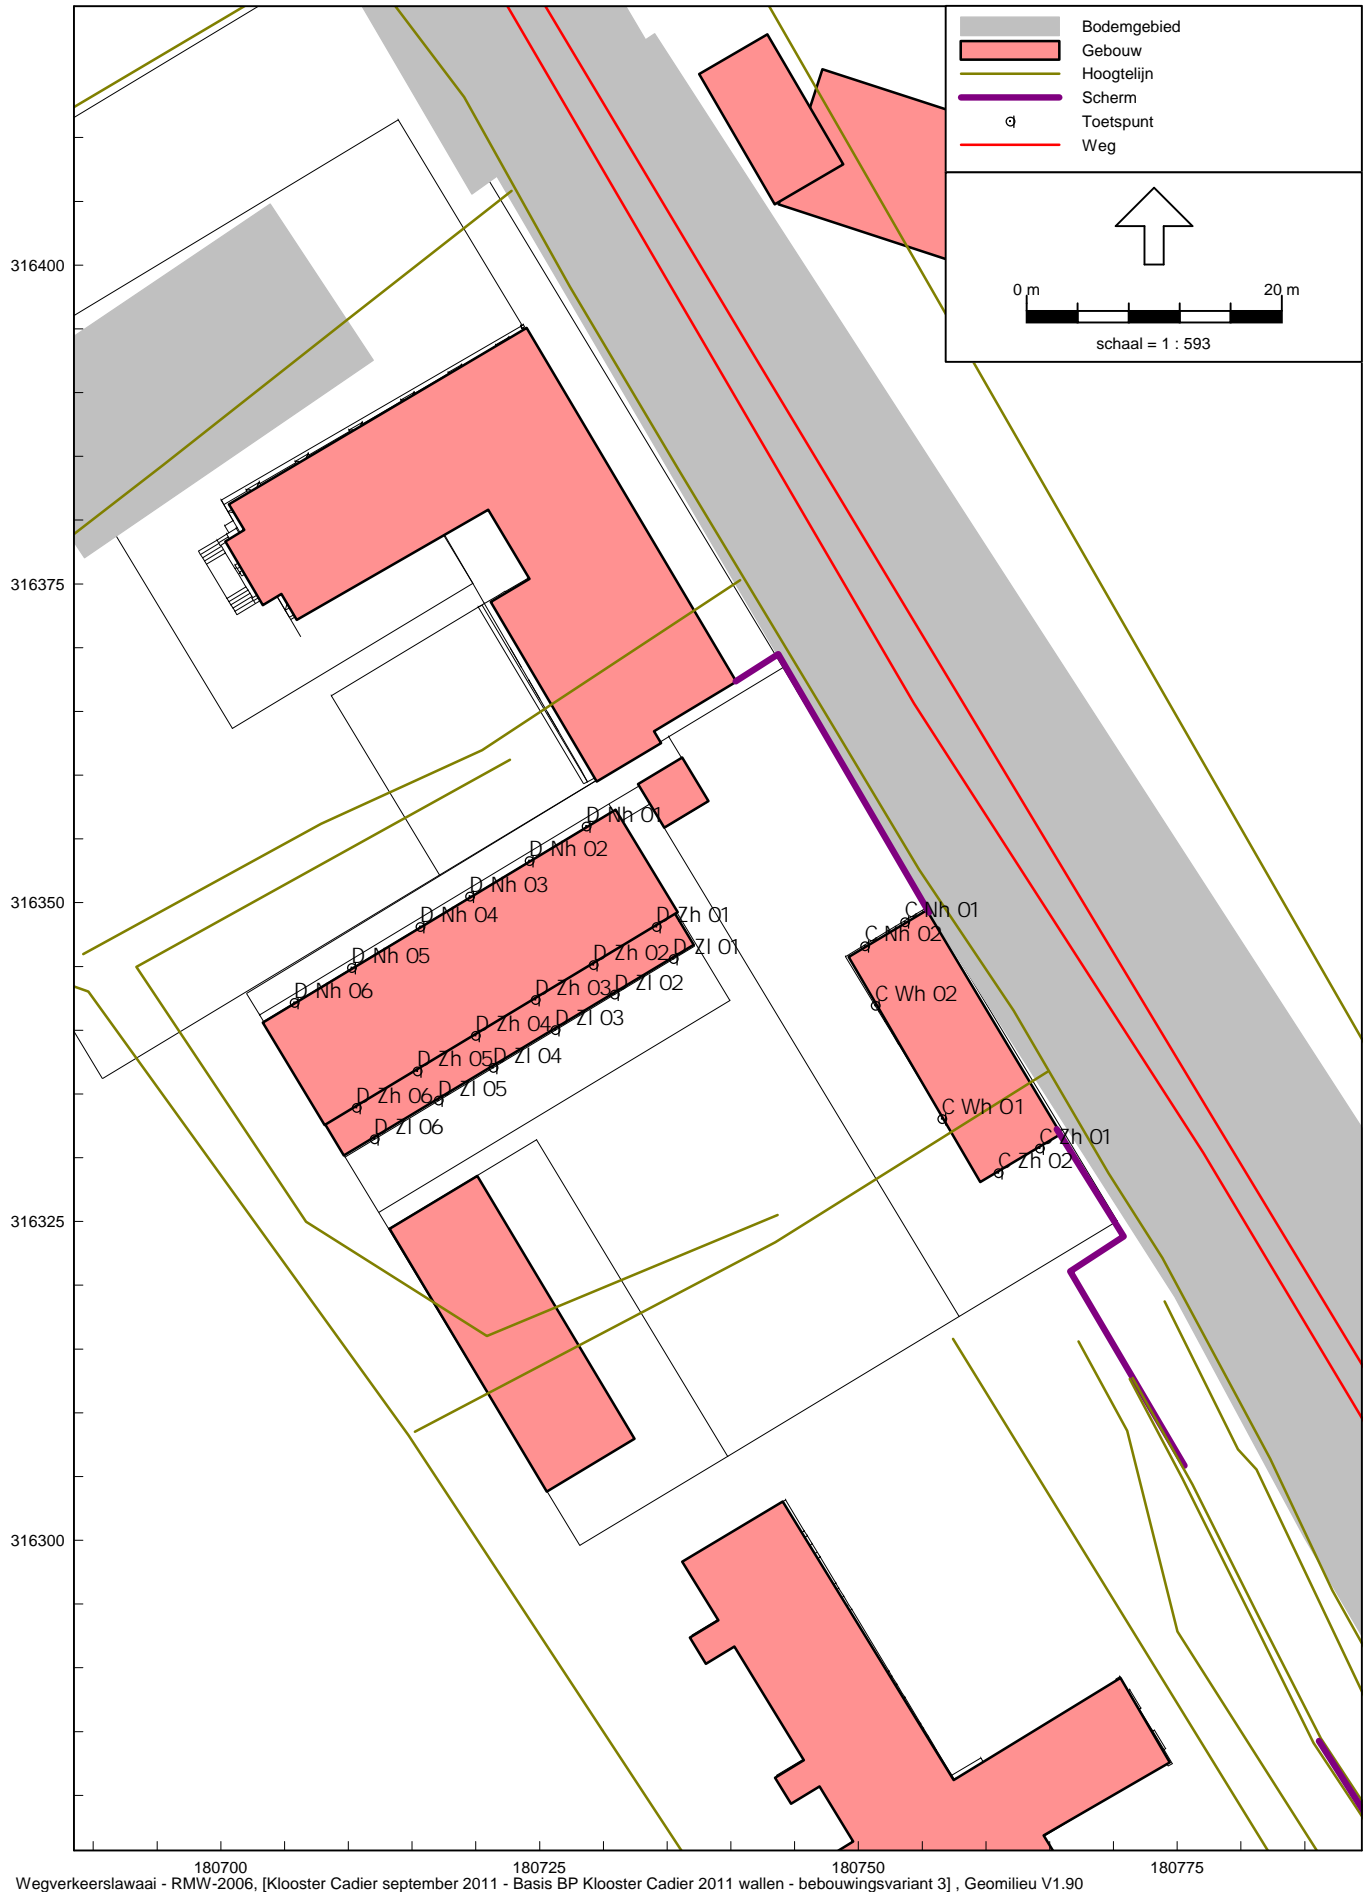 Bodemgebied
Gebouw
Hoogtelijn
Scherm
Toetspunt
Weg
0 m 20 m
schaal = 1 : 593
316400
316375
316350
316325
316300
D Nh 01
D Nh 02
D Nh 03
D Nh 04
D Nh 05
D Nh 06
D Zh 01
D Zh 02
D Zh 03
D Zh 04
D Zh 05
D Zh 06
D Zl 01
D Zl 02
D Zl 03
D Zl 04
D Zl 05
D Zl 06
C Nh 01
C Nh 02
C Wh 02
C Wh 01
C Zh 01
C Zh 02
180700 180725 180750 180775
Wegverkeerslawaai - RMW-2006, [Klooster Cadier september 2011 - Basis BP Klooster Cadier 2011 wallen - bebouwingsvariant 3] , Geomilieu V1.90